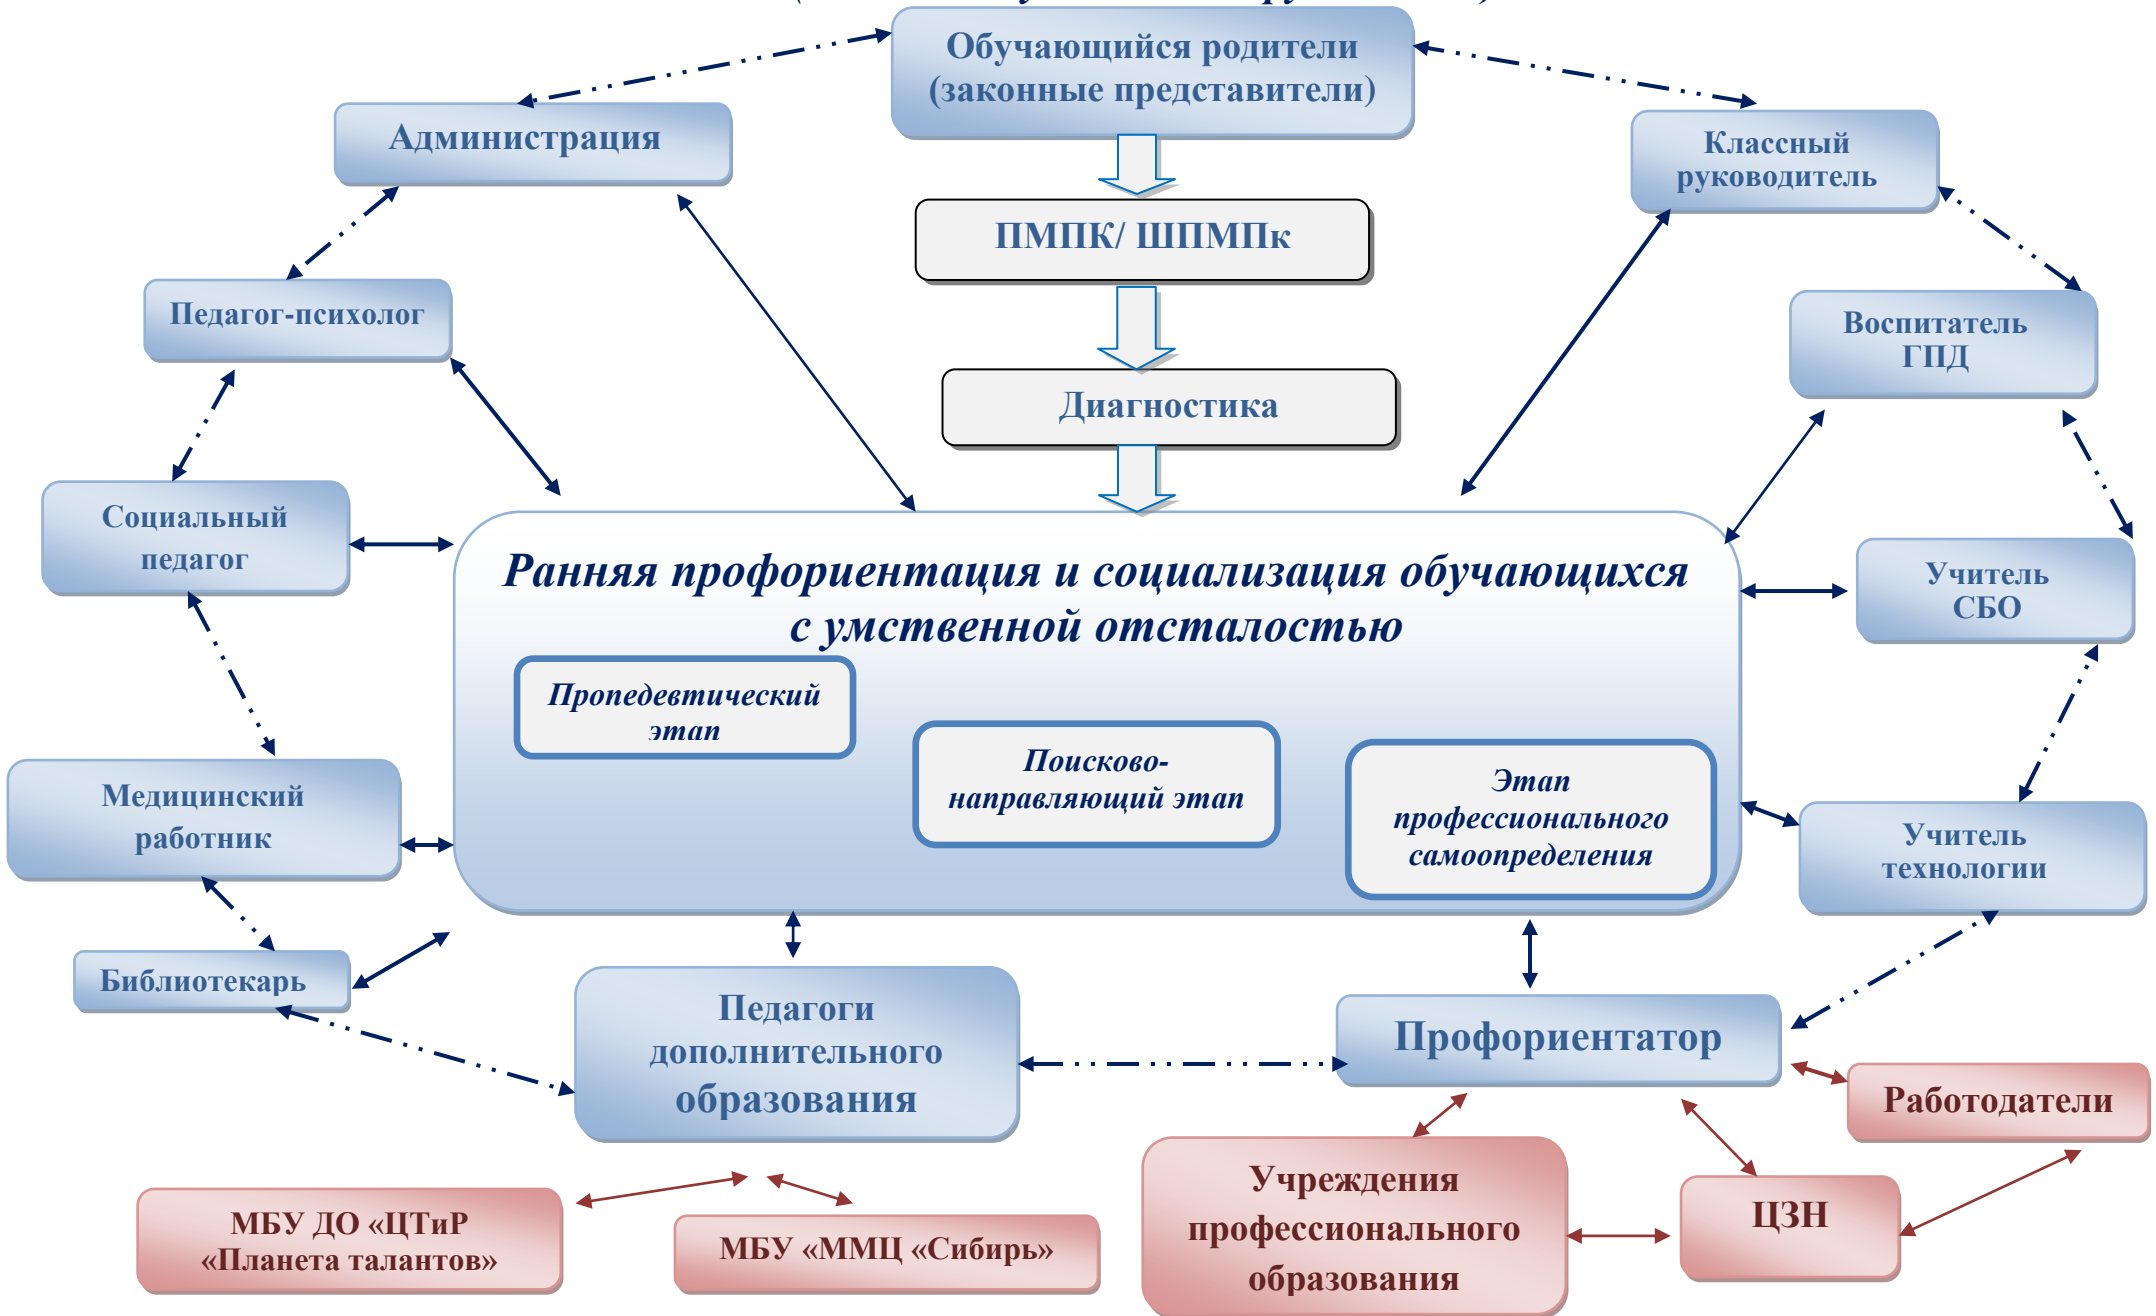 Обучающийся родители
(законные представители)
Администрация
Классный
руководитель
ПМПК/ ШПМПк
Педагог-психолог
Воспитатель
ГПД
Диагностика
Социальный
педагог
Учитель
СБО
Ранняя профориентация и социализация обучающихся
с умственной отсталостью
Пропедевтический
этап
Поисково-
направляющий этап
Этап
профессионального
самоопределения
Медицинский
работник
Учитель
технологии
Библиотекарь
Педагоги
дополнительного
образования
Профориентатор
Работодатели
МБУ ДО «ЦТиР
«Планета талантов»
МБУ «ММЦ «Сибирь»
Учреждения
профессионального
образования
ЦЗН